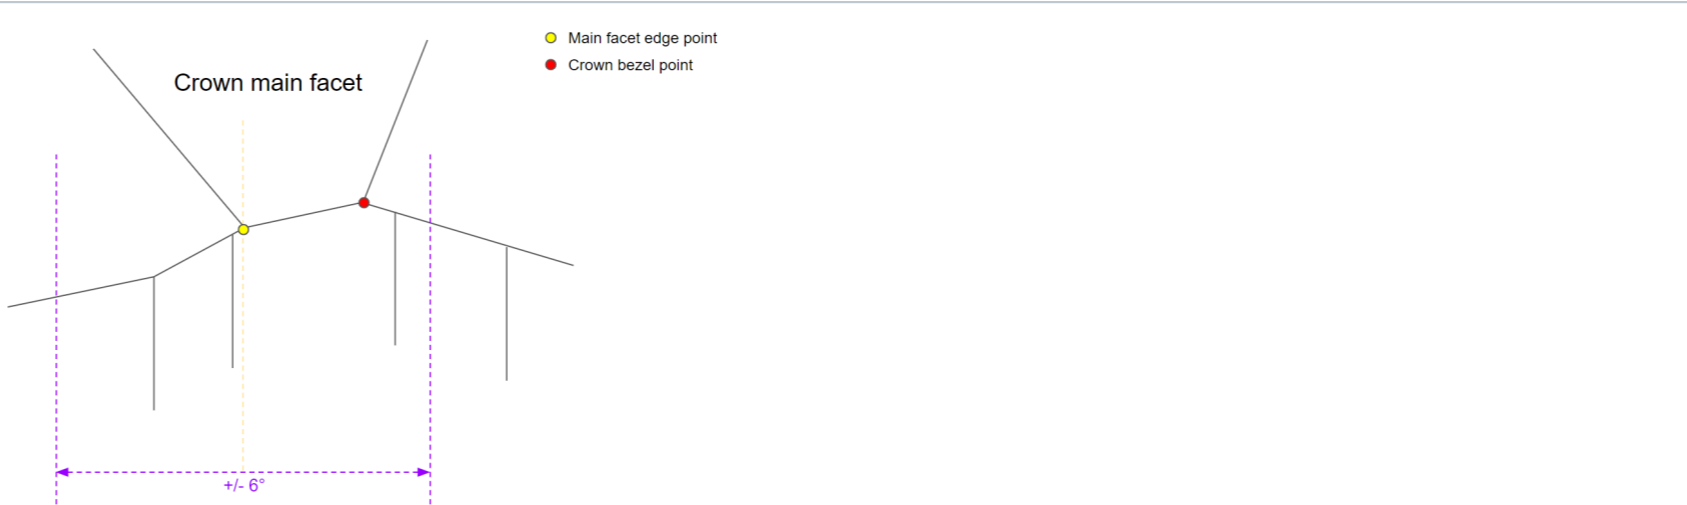 Main facet edge point
Crown bezel point
Crown main facet
+/- 6°